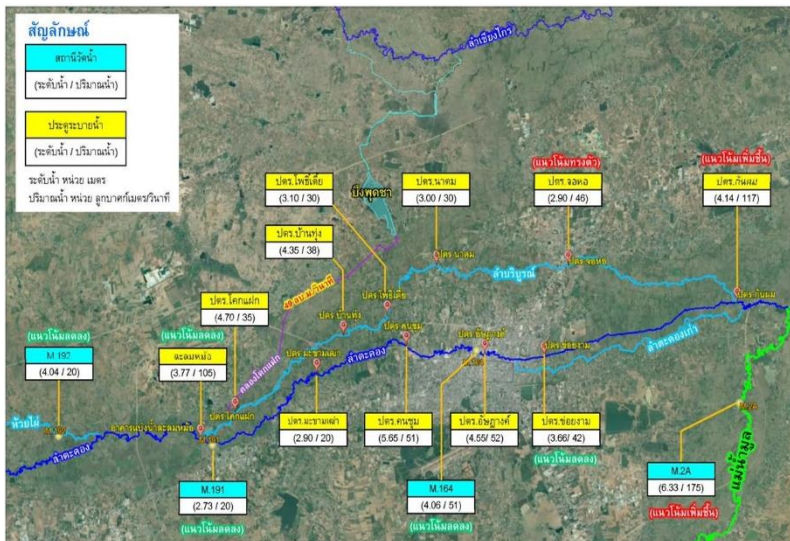 สัญลักษณ์
สถานีวัดน้ำ
(ระดับน้ำ / ปริมาณน้ำ)
ประตูระบายน้ำ
(ระดับน้ำ / ปริมาณน้ำ)
ระดับน้ำ หน่วย เมตร
ปริมาณน้ำ หน่วย ลูกบาศก์เมตร/วินาที
ลำเชียงไกร
บึงพุดซา
ปตร.โพธิ์เตี้ย
(3.10 / 30)
ปตร.นาตม
(3.00 / 30)
(แนวโน้มทรงตัว)
ปตร.จอหอ
(2.90 / 46)
(แนวโน้มเพิ่มขึ้น)
ปตร.กันผม
(4.14 / 117)
ปตร.บ้านทุ่ง
(4.35 / 38)
ปตร.นาตม
ปตร.จอหอ
ลำบริบูรณ์
(แนวโน้มลดลง)
ปตร.โคกแฝก
(4.70 / 35)
ปตร.โพธิ์เตี้ย
ปตร.กันผม
(แนวโน้มลดลง)
M.192
(4.04 / 20)
ละลมหม้อ
(3.77 / 105)
คลองโคกแฝก
ปตร.บ้านทุ่ง
ปตร.คนชุม
ปตร.อัษฎางค์
ปตร.ข่อยงาม
ลำตะคองเก่า
ปตร.มะขามเฒ่า
ลำตะคอง
ปตร.โคกแฝก
ห้วยไผ่
อาคารแบ่งน้ำละลมหม้อ
ลำตะคอง
M.2A
ปตร.มะขามเฒ่า
(2.90 / 20)
ปตร.คนชุม
(5.65 / 51)
ปตร.อัษฎางค์
(4.55/ 52)
ปตร.ข่อยงาม
(3.66/ 42)
(แนวโน้มลดลง)
แม่น้ำมูล
M.191
(2.73 / 20)
(แนวโน้มลดลง)
M.164
(4.06 / 51)
(แนวโน้มลดลง)
M.2A
(6.33 / 175)
(แนวโน้มเพิ่มขึ้น)